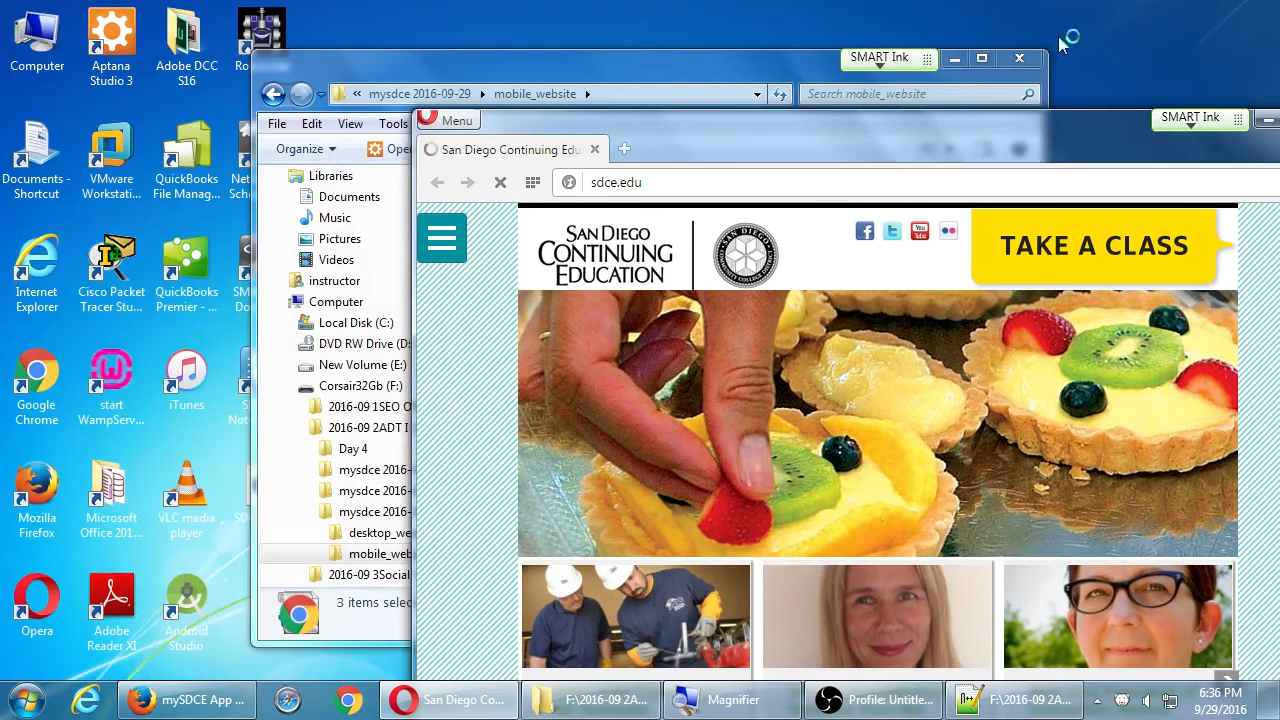 Computer
Aptana
Studio 3
Adobe DCC
S16
Documents -
Shortcut
VMware
Workstati...
QuickBooks
File Manag...
Internet
Explorer
Cisco Packet
Tracer Stu...
QuickBooks
Premier - ...
Google
Chrome
start
WampServ...
iTunes
Mozilla
Firefox
Microsoft
Office 201...
VLC media
player
Opera
Adobe
Reader XI
Android
Studio
SMART Ink
mysdce 2016-09-29
mobile_website
Search mobile_website
File Edit View Tools
Organize
Libraries
Documents
Music
Pictures
Videos
instructor
Computer
Local Disk (C:)
DVD RW Drive (D:
New Volume (E:)
Corsair32Gb (F:)
2016-09 1SEO
2016-09 2ADT I
Day 4
mysdce 2016-
mysdce 2016-
mysdce 2016-
desktop_we
mobile_web
2016-09 3Social
3 items selec
Menu
SMART Ink
San Diego Continuing Edu
sdce.edu
SAN DIEGO
CONTINUING
EDUCATION
You
Tube
TAKE A CLASS
mySDCE App ...
San Diego Co...
F:\2016-09 2A...
Magnifier
Profile: Untitle...
F:\2016-09 2A...
6:36 PM
9/29/2016